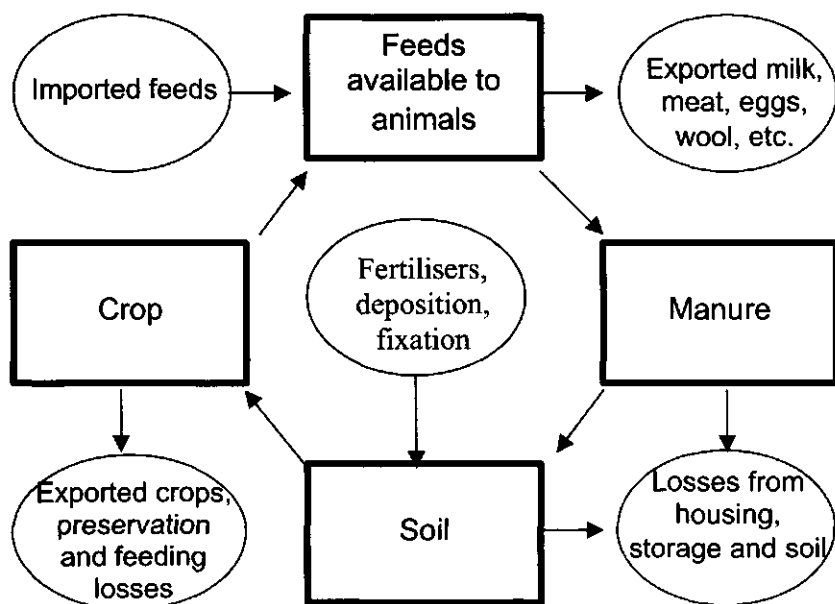 Imported feeds
Feeds
available to
animals
Exported milk,
meat, eggs,
wool, etc.
Crop
Fertilisers,
deposition,
fixation
Manure
Exported crops,
preservation
and feeding
losses
Soil
Losses from
housing,
storage and
soil